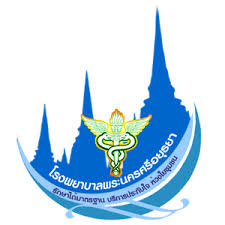 โรงพยาบาลพระนครศรีอยุธยา
รักษาได้มาตรฐาน บริการประทับใจ ห่วงใยชุมชน